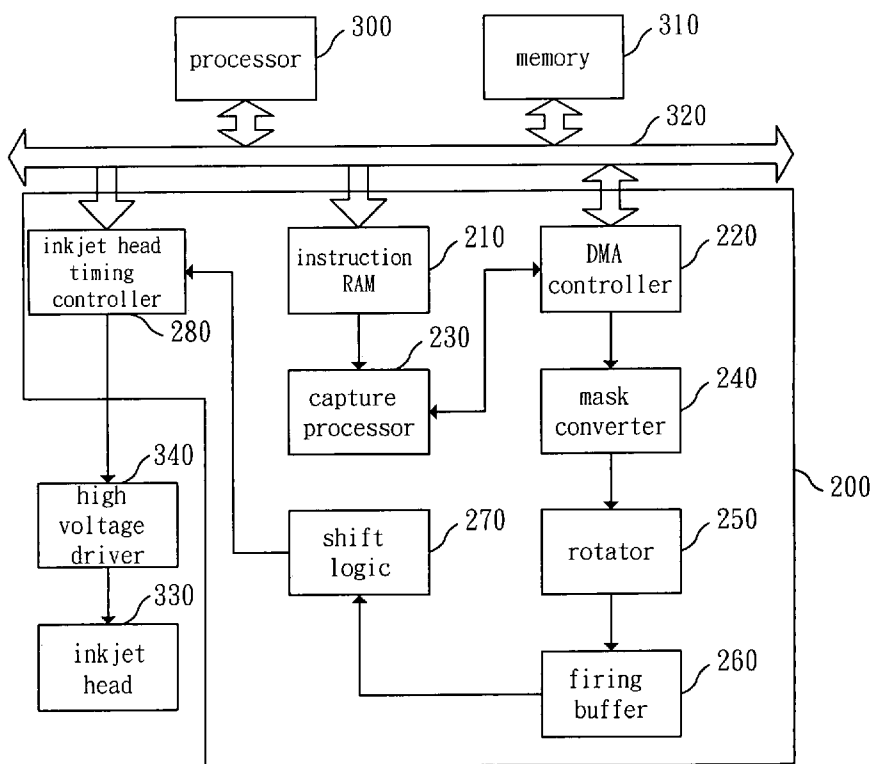 300
processor
310
memory
320
inkjet head
timing
controller
280
210
instruction
RAM
220
DMA
controller
230
capture
processor
240
mask
converter
200
340
high
voltage
driver
270
shift
logic
250
rotator
330
inkjet
head
260
firing
buffer